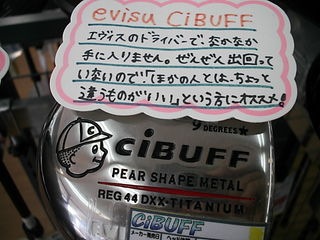 evisu CiBUFF
エヴィスのドライバーで、なかなか
手に入りません。ぜんぜん出回って
いないので「ほかの人とは、ちょっと
違うものが"いい」という方にオススメ!
9 DEGREES★
CiBUFF
PEAR SHAPE METAL
REG 44 DXX-TITANIUM
CiBUFF